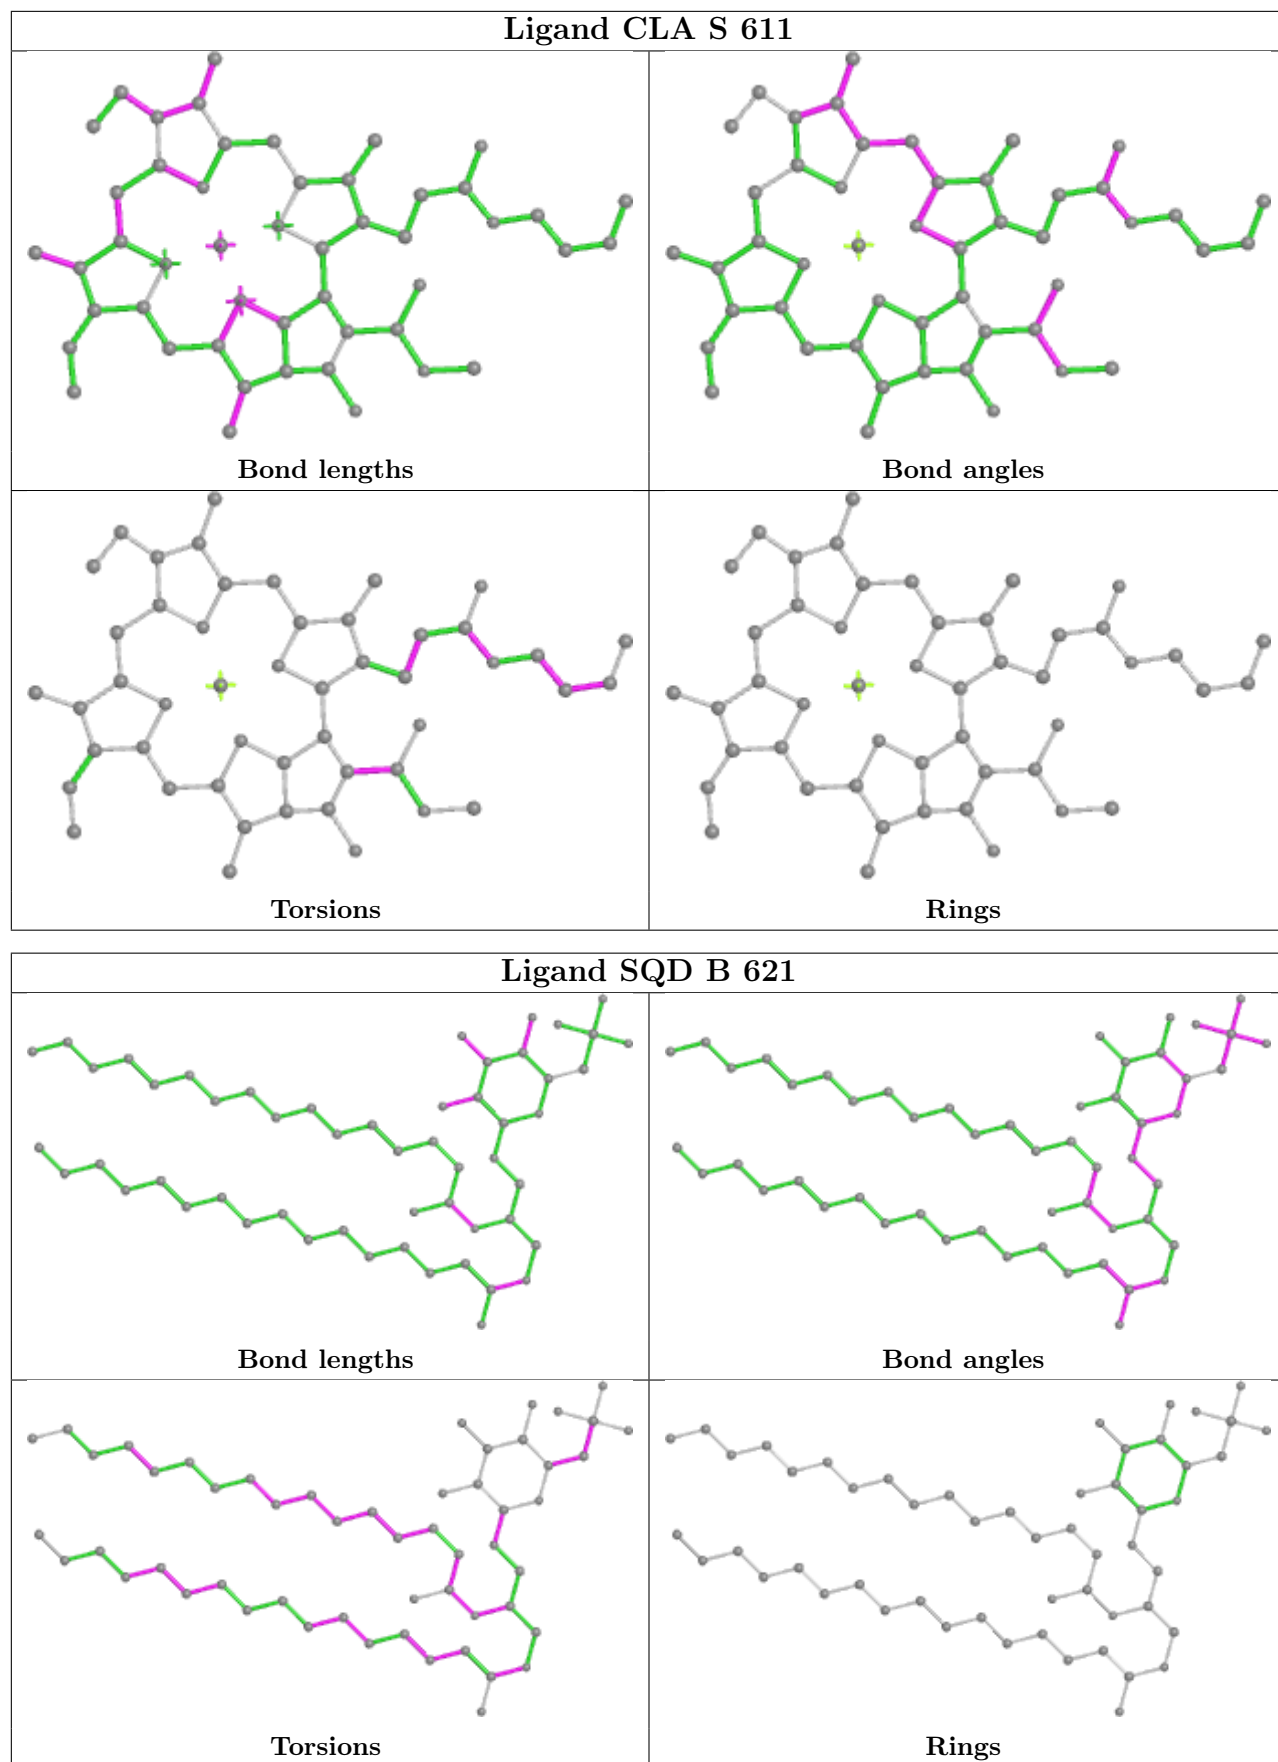 Ligand CLA S 611
Bond lengths
Bond angles
Torsions
Rings
Ligand SQD B 621
Bond lengths
Bond angles
Torsions
Rings